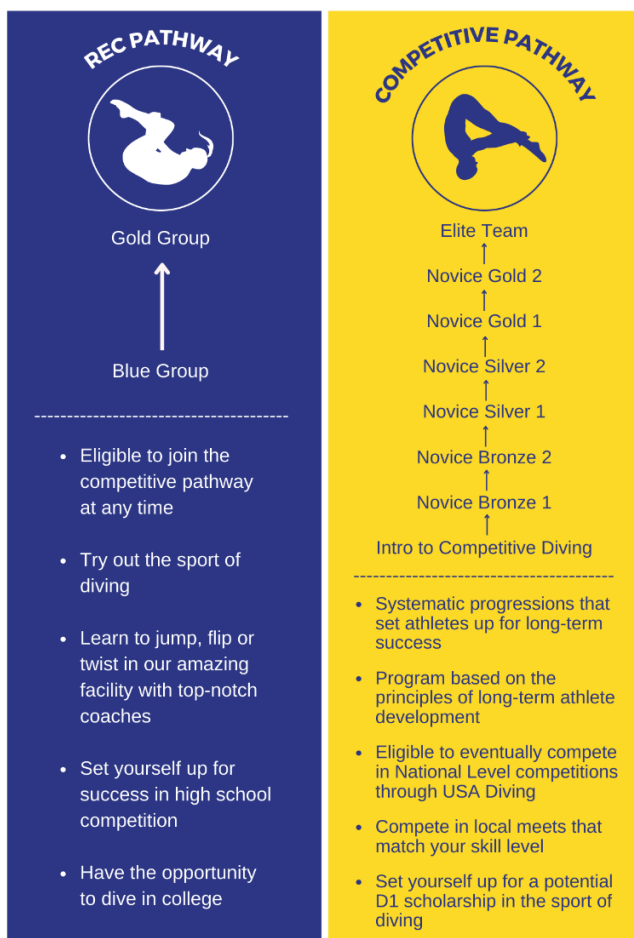 REC PATHWAY
Gold Group
Blue Group
• Eligible to join the
competitive pathway
at any time
• Try out the sport of
diving
• Learn to jump, flip or
twist in our amazing
facility with top-notch
coaches
• Set yourself up for
success in high school
competition
• Have the opportunity
to dive in college
COMPETITIVE PATHWAY
Elite Team
Novice Gold 2
Novice Gold 1
Novice Silver 2
Novice Silver 1
Novice Bronze 2
Novice Bronze 1
Intro to Competitive Diving
• Systematic progressions that
set athletes up for long-term
success
• Program based on the
principles of long-term athlete
development
• Eligible to eventually compete
in National Level competitions
through USA Diving
• Compete in local meets that
match your skill level
• Set yourself up for a potential
D1 scholarship in the sport of
diving